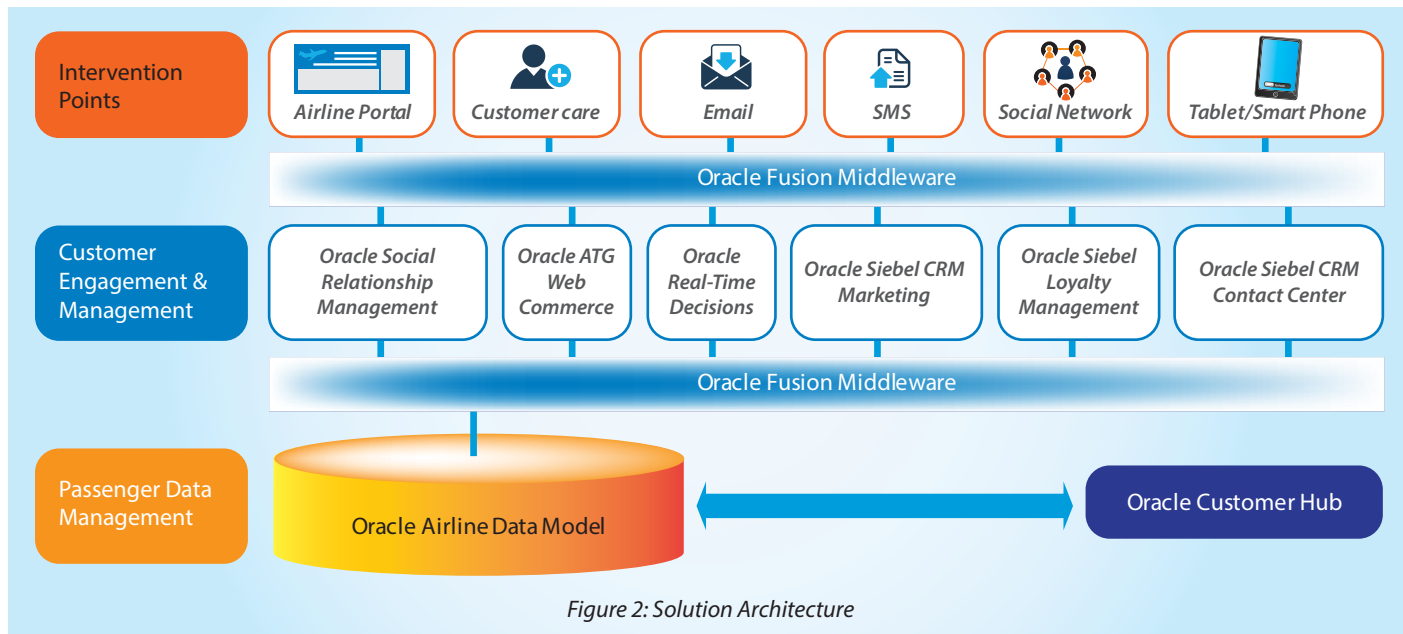 Intervention
Points
Airline Portal
Customer care
Email
SMS
Social Network
Tablet/Smart Phone
Oracle Fusion Middleware
Customer
Engagement &
Management
Oracle Social
Relationship
Management
Oracle ATG
Web
Commerce
Oracle
Real-Time
Decisions
Oracle Siebel CRM
Marketing
Oracle Siebel
Loyalty
Management
Oracle Siebel CRM
Contact Center
Oracle Fusion Middleware
Passenger Data
Management
Oracle Airline Data Model
Oracle Customer Hub
Figure 2: Solution Architecture